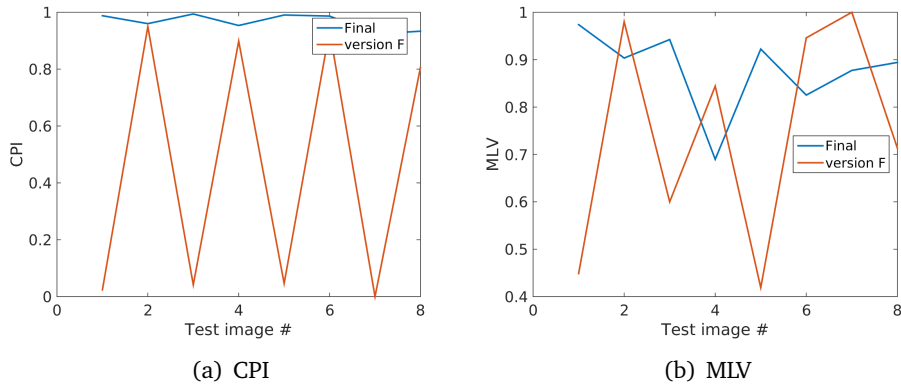 1
0.8
0.6
0.4
0.2
0
CPI
0 2 4 6 8
Test image #
Final
version F
(a) CPI
1
0.9
0.8
0.7
0.6
0.5
0.4
MLV
0 2 4 6 8
Test image #
Final
version F
(b) MLV